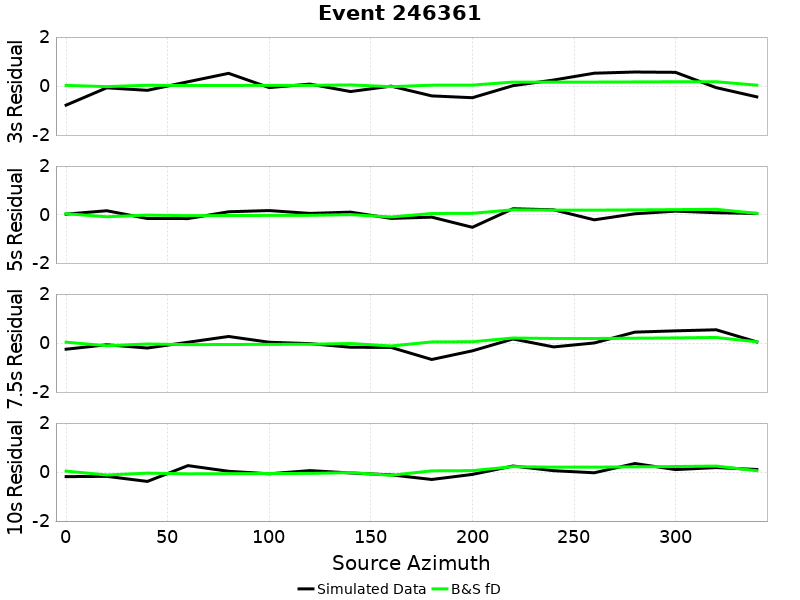 Event 246361
3s Residual
2
0
-2
5s Residual
2
0
-2
7.5s Residual
2
0
-2
10s Residual
2
0
-2
0 50 100 150 200 250 300
Source Azimuth
Simulated Data B&S fD